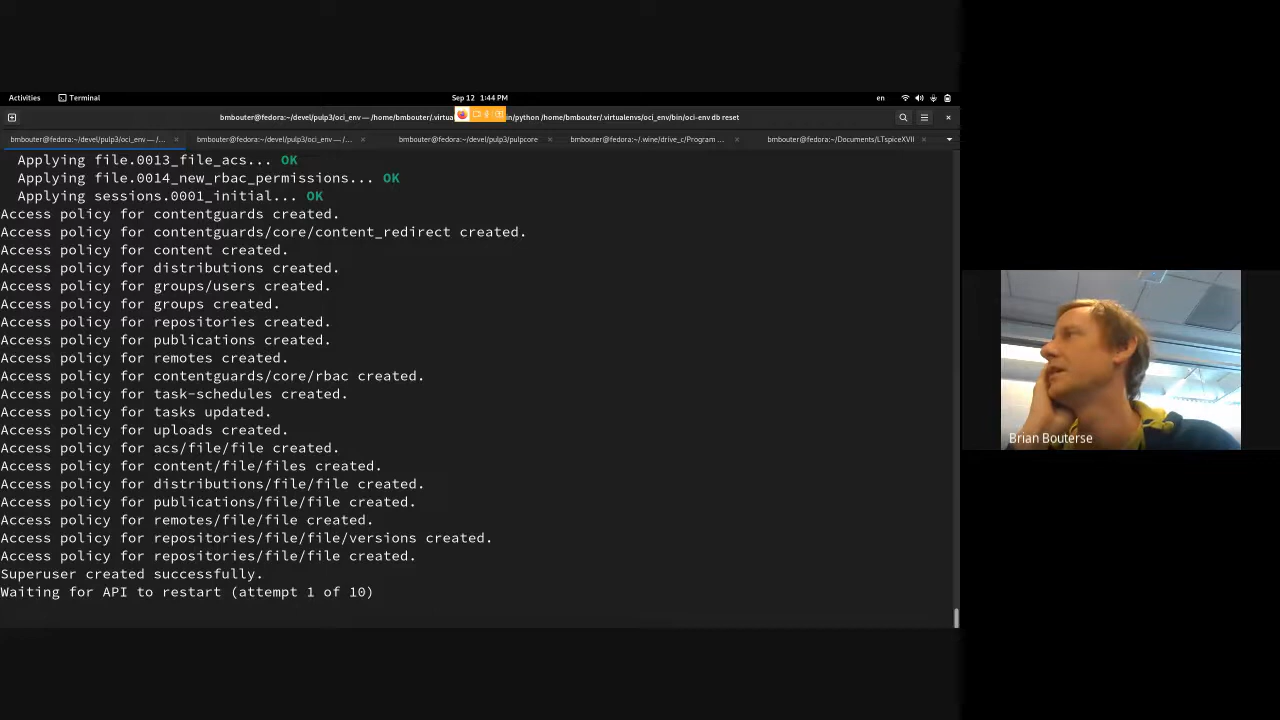 Activities Terminal Sep 12 1:44 PM en
bmbouter@fedora:~/devel/pulp3/oci_env — /home/bmbouter/.virtua in/python /home/bmbouter/.virtualenvs/oci_env/bin/oci-env db reset
bmbouter@fedora:~/devel/pulp3/oci_env — /... bmbouter@fedora:~/devel/pulp3/oci_env — /... bmbouter@fedora:~/devel/pulp3/pulpcore bmbouter@fedora:~/.wine/drive_c/Program ... bmbouter@fedora:~/Documents/LTspiceXVII
Applying file.0013_file_acs... OK
Applying file.0014_new_rbac_permissions... OK
Applying sessions.0001_initial... OK
Access policy for contentguards created.
Access policy for contentguards/core/content_redirect created.
Access policy for content created.
Access policy for distributions created.
Access policy for groups/users created.
Access policy for groups created.
Access policy for repositories created.
Access policy for publications created.
Access policy for remotes created.
Access policy for contentguards/core/rbac created.
Access policy for task-schedules created.
Access policy for tasks updated.
Access policy for uploads created.
Access policy for acs/file/file created.
Access policy for content/file/files created.
Access policy for distributions/file/file created.
Access policy for publications/file/file created.
Access policy for remotes/file/file created.
Access policy for repositories/file/file/versions created.
Access policy for repositories/file/file created.
Superuser created successfully.
Waiting for API to restart (attempt 1 of 10)
Brian Bouterse